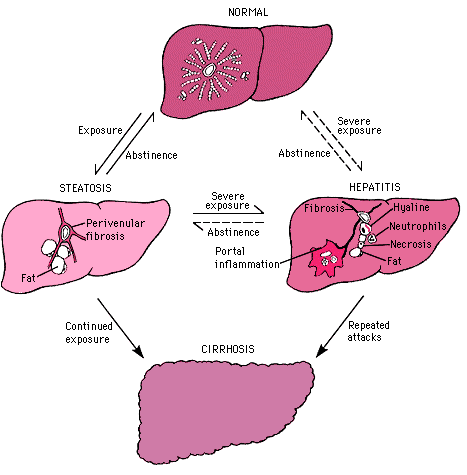 NORMAL
Exposure
Abstinence
Severe
exposure
Abstinence
STEATOSIS
Perivenular
fibrosis
Fat
Severe
exposure
Abstinence
HEPATITIS
Fibrosis
Hyaline
Neutrophils
Necrosis
Fat
Portal
inflammation
Continued
exposure
Repeated
attacks
CIRRHOSIS